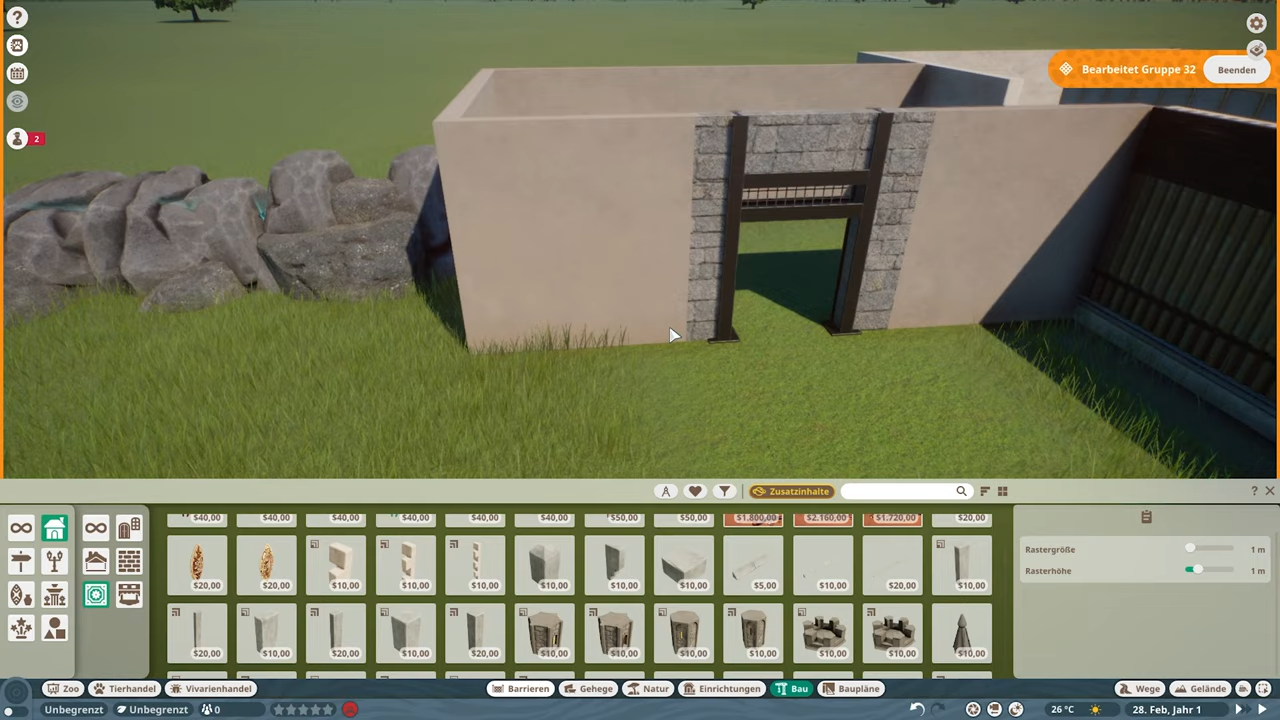 ?
2
Bearbeitet Gruppe 32
Beenden
Zusatzinhalte
? 
$40,00 $40,00 $40,00 $40,00 $40,00 $40,00 $50,00 $50,00 $1.800,00 $2.160,00 $1.720,00 $20,00
$20,00 $20,00 $10,00 $10,00 $10,00 $10,00 $10,00 $10,00 $5,00 $10,00 $20,00 $10,00
$20,00 $10,00 $20,00 $10,00 $20,00 $10,00 $10,00 $10,00 $10,00 $10,00 $10,00 $10,00
Rastergröße 1 m
Rasterhöhe 1 m
Zoo Tierhandel Vivarienhandel Barrieren Gehege Natur Einrichtungen Bau Baupläne Wege Gelände
Unbegrenzt Unbegrenzt 0 26 °C 28. Feb, Jahr 1